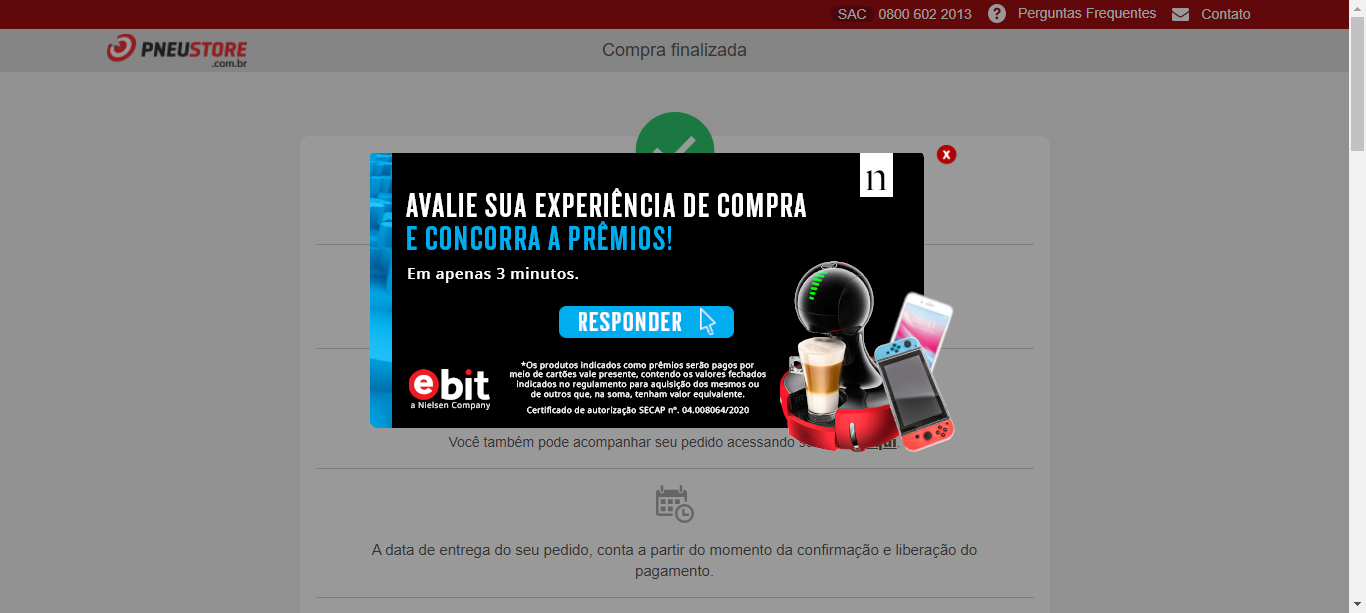 SAC 0800 602 2013 ? Perguntas Frequentes Contato
PNEUSTORE
.com.br
Compra finalizada
x
n
AVALIE SUA EXPERIÊNCIA DE COMPRA
E CONCORRA A PRÊMIOS!
Em apenas 3 minutos.
RESPONDER
*Os produtos indicados como prêmios serão pagos por
meio de cartões vale presente, contendo os valores fechados
indicados no regulamento para aquisição dos mesmos ou
de outros que, na soma, tenham valor equivalente.
Certificado de autorização SECAP nº. 04.008064/2020
ebit
a Nielsen Company
Você também pode acompanhar seu pedido acessando
A data de entrega do seu pedido, conta a partir do momento da confirmação e liberação do
pagamento.